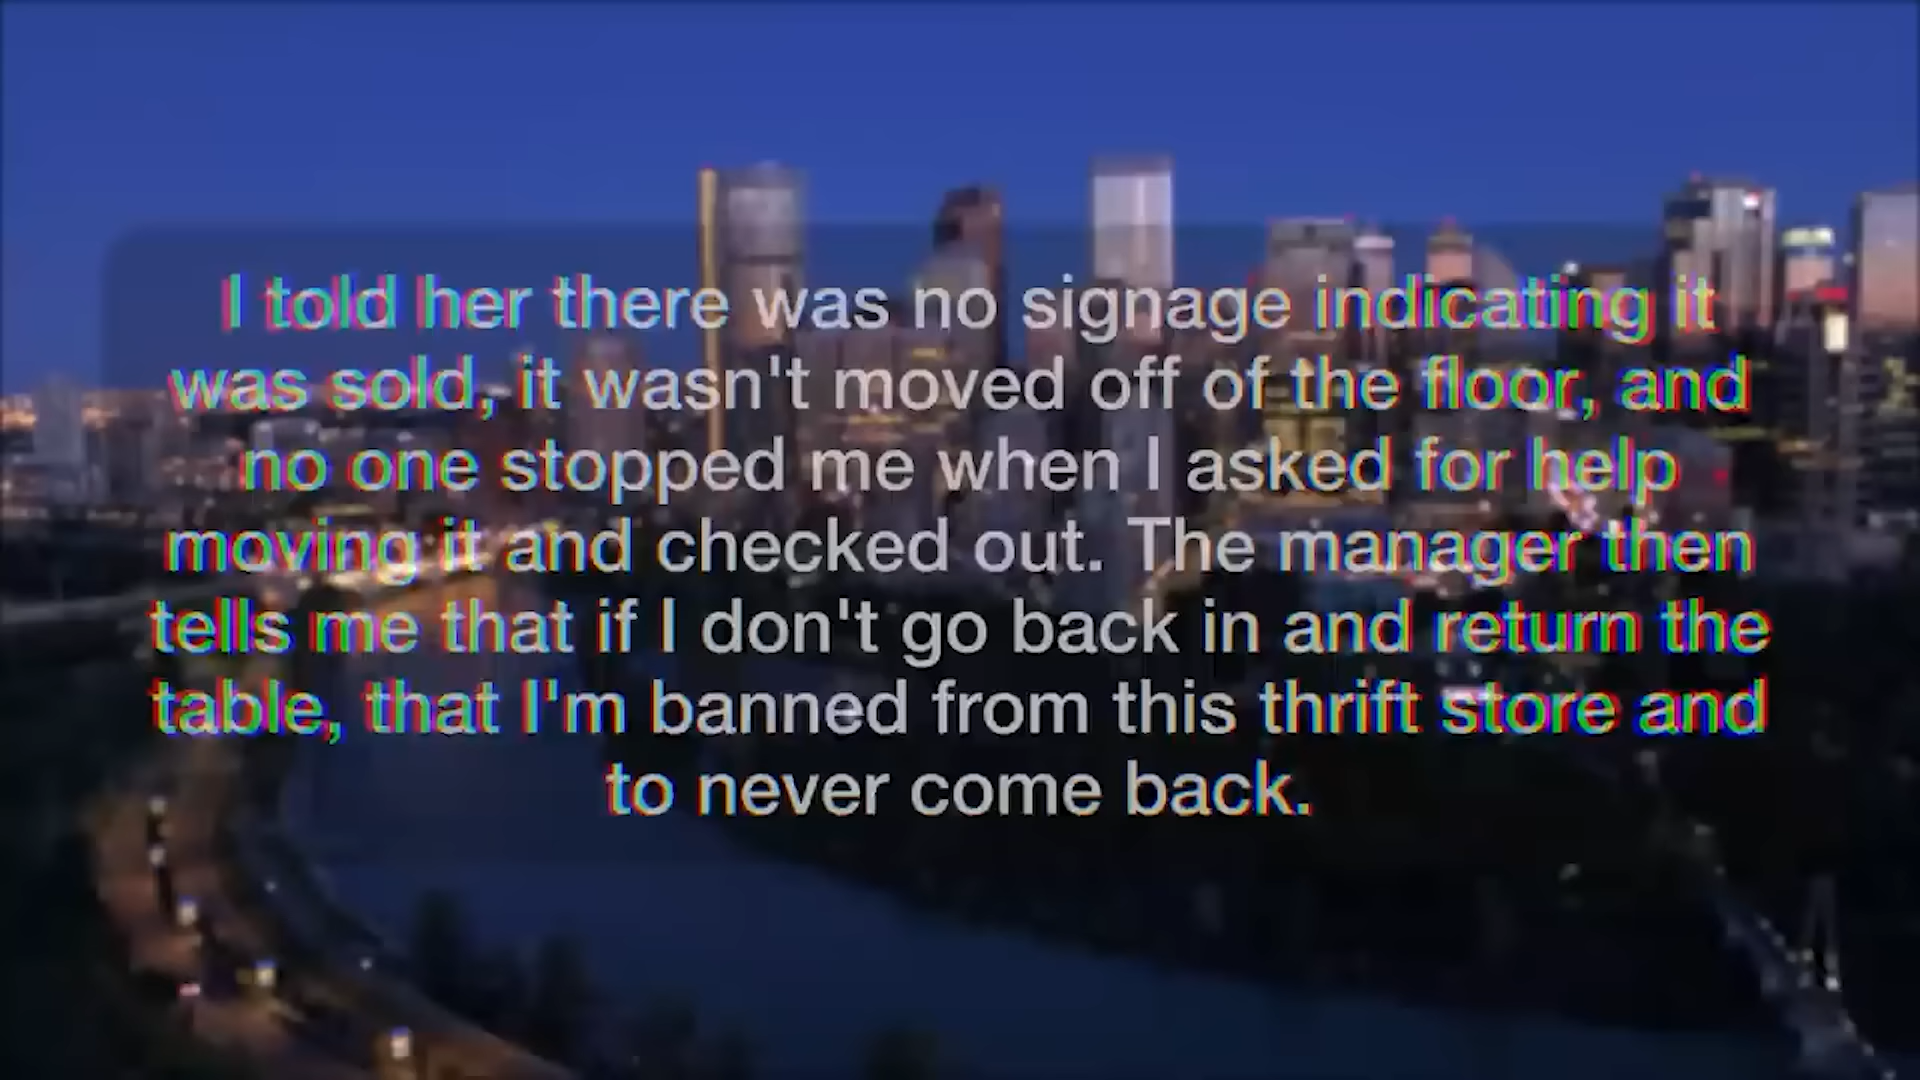 I told her there was no signage indicating it
was sold, it wasn't moved off of the floor, and
no one stopped me when I asked for help
moving it and checked out. The manager then
tells me that if I don't go back in and return the
table, that I'm banned from this thrift store and
to never come back.